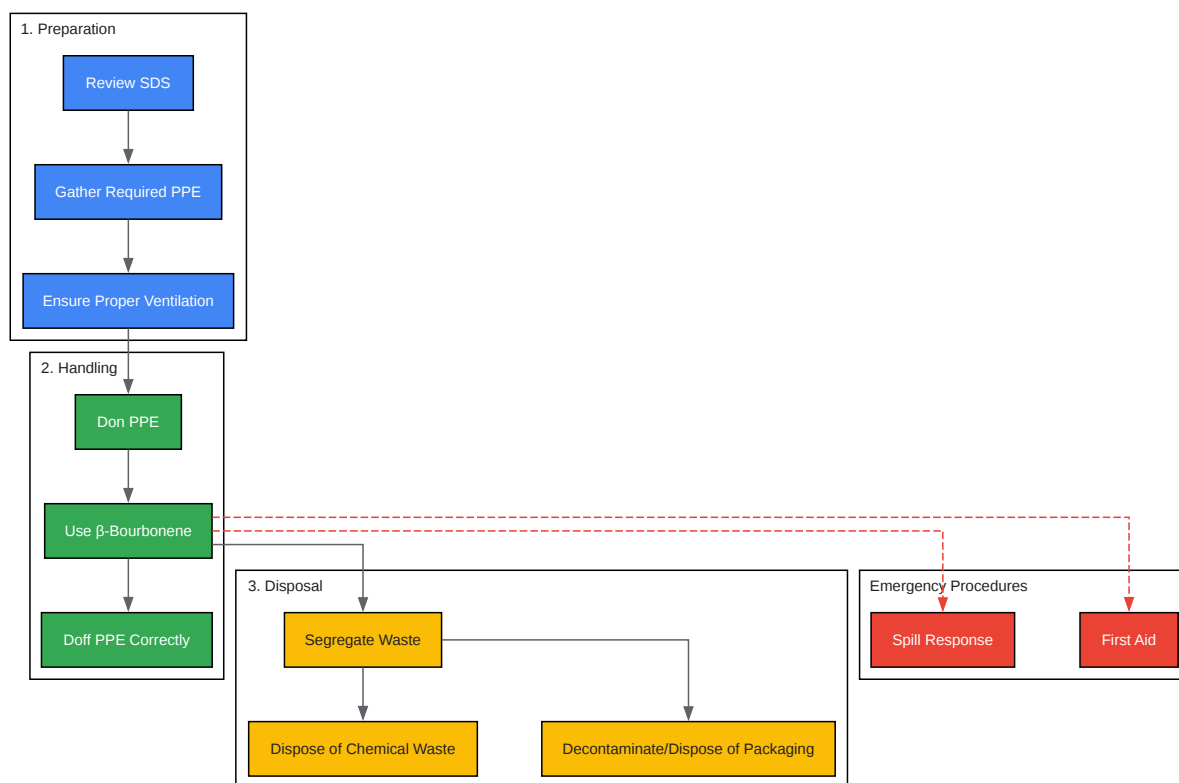 1. Preparation
Review SDS
Gather Required PPE
Ensure Proper Ventilation
2. Handling
Don PPE
Use β-Bourbonene
Doff PPE Correctly
3. Disposal
Segregate Waste
Dispose of Chemical Waste
Decontaminate/Dispose of Packaging
Emergency Procedures
Spill Response
First Aid